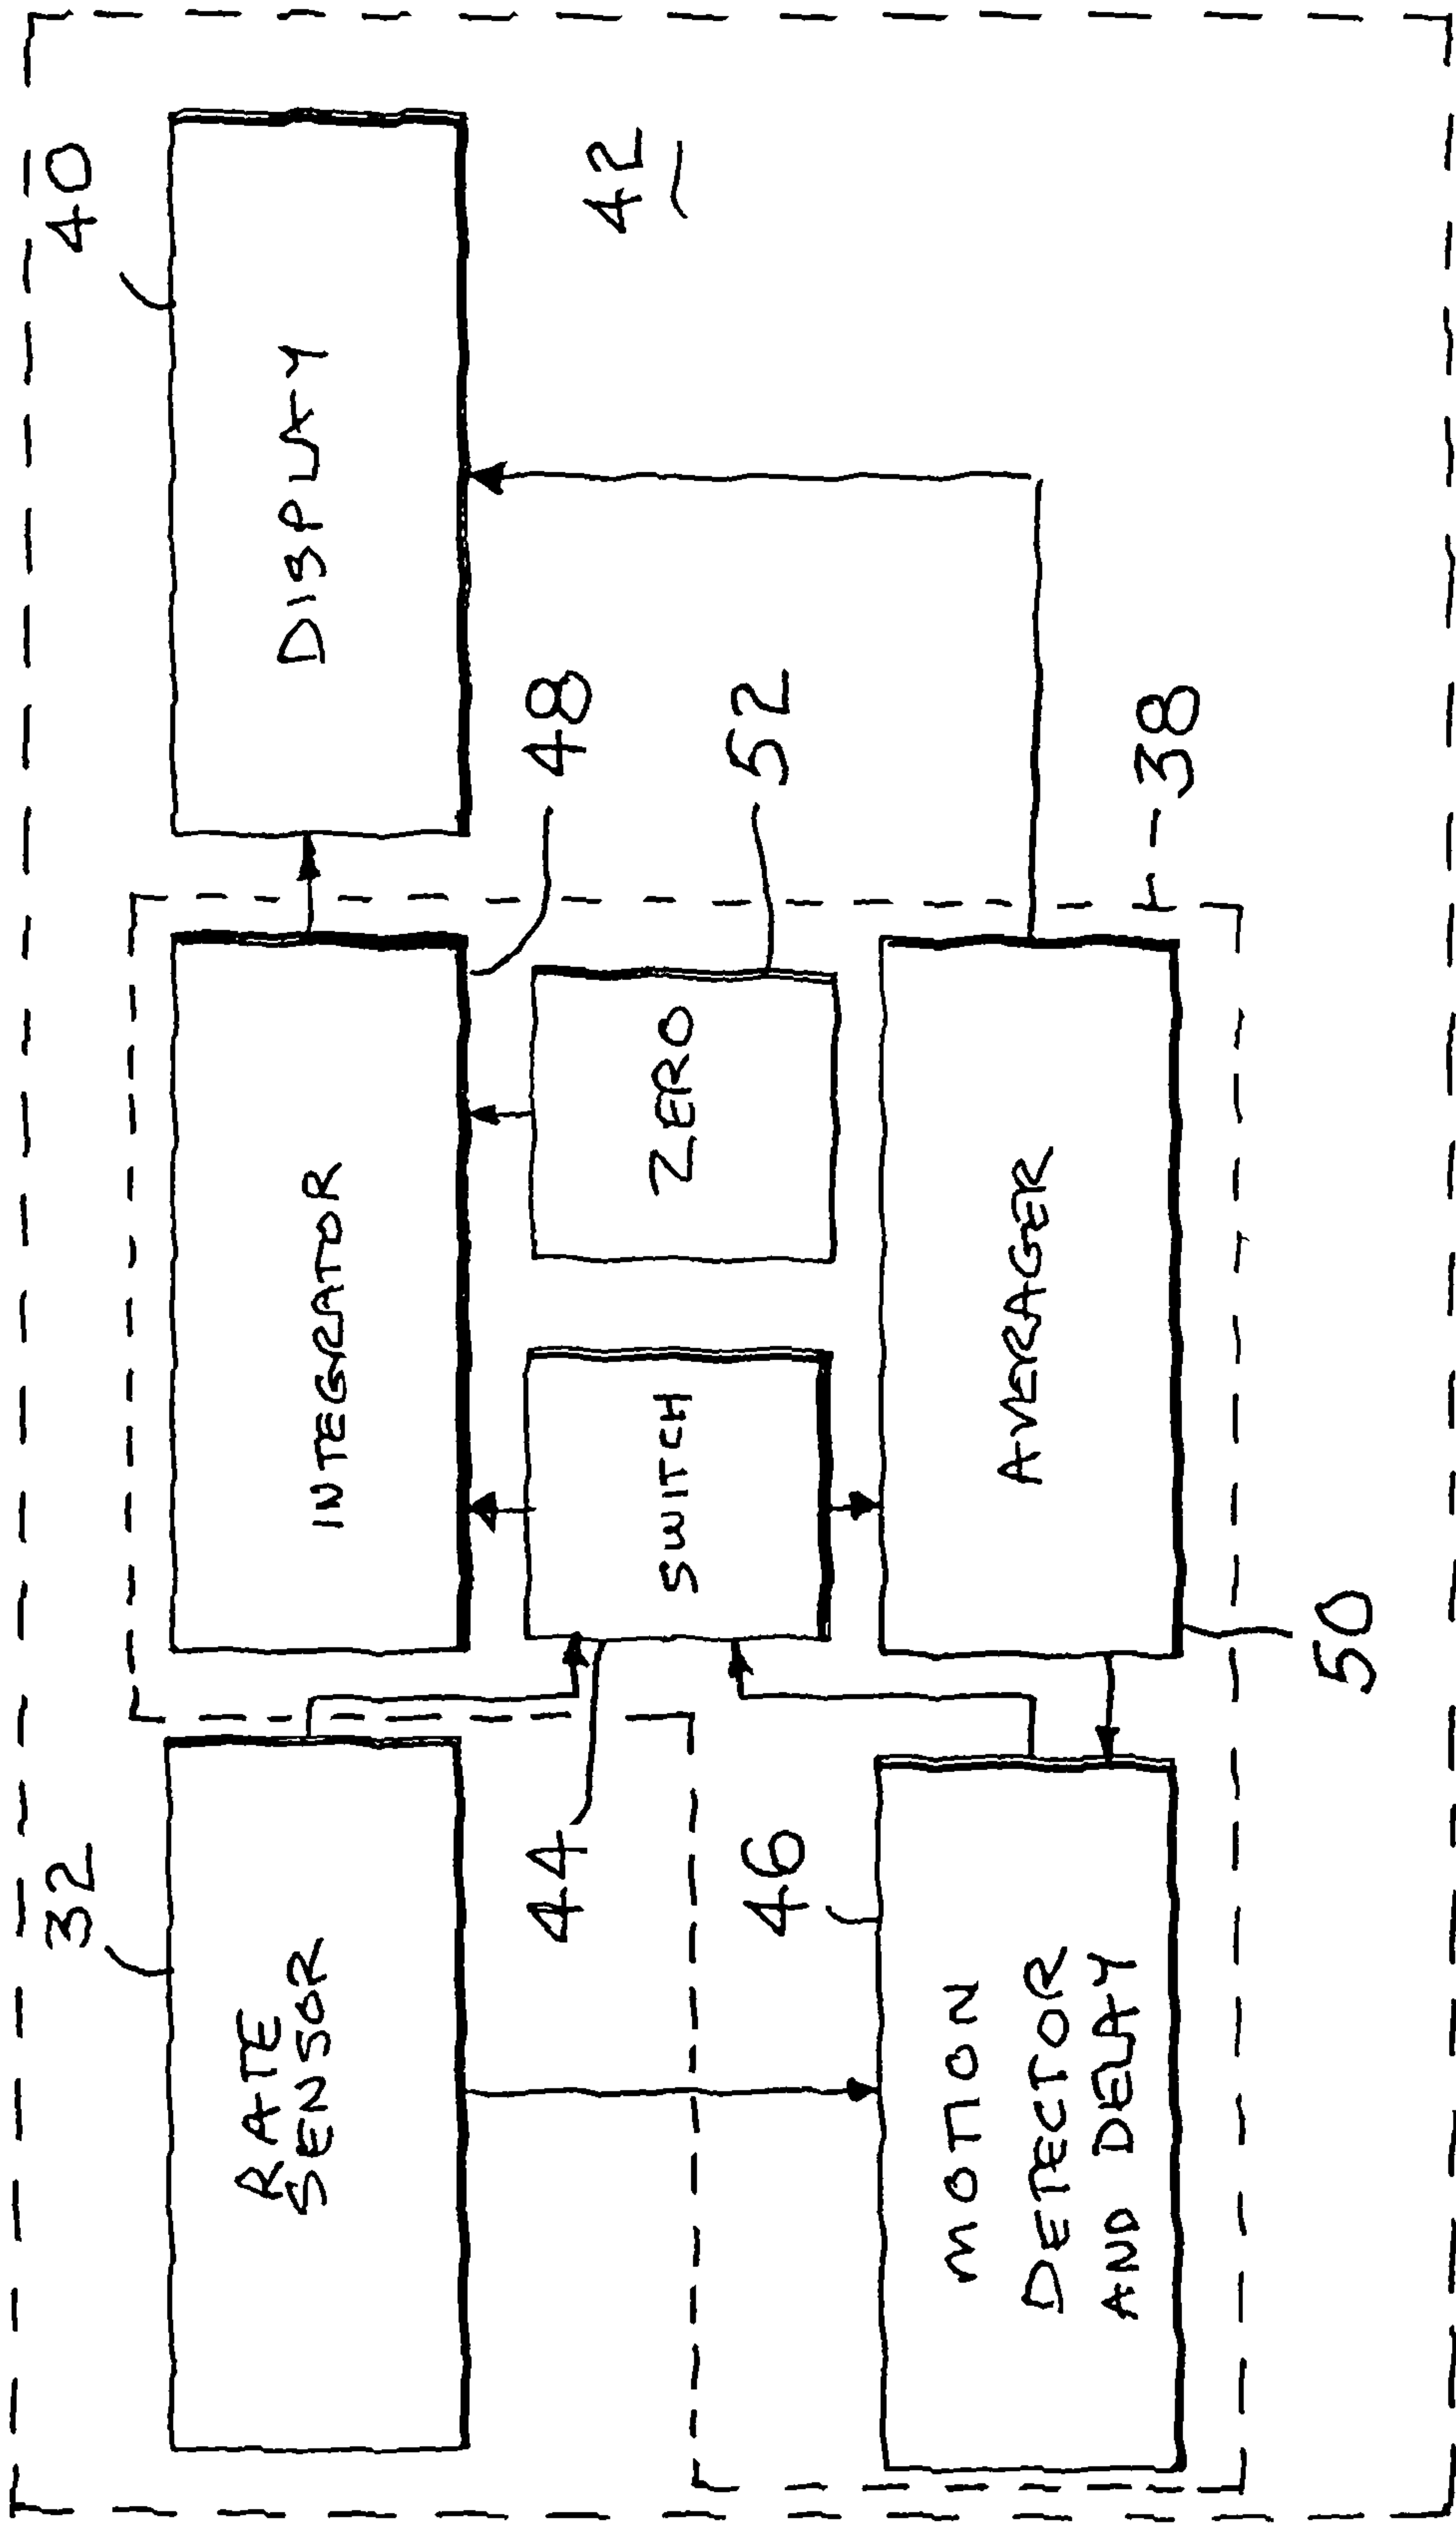 32
RATE
SENSOR
INTEGRATOR
48
DISPLAY
40
44
SWITCH
ZERO
52
42
46
MOTION
DETECTOR
AND DELAY
AVERAGER
50
38